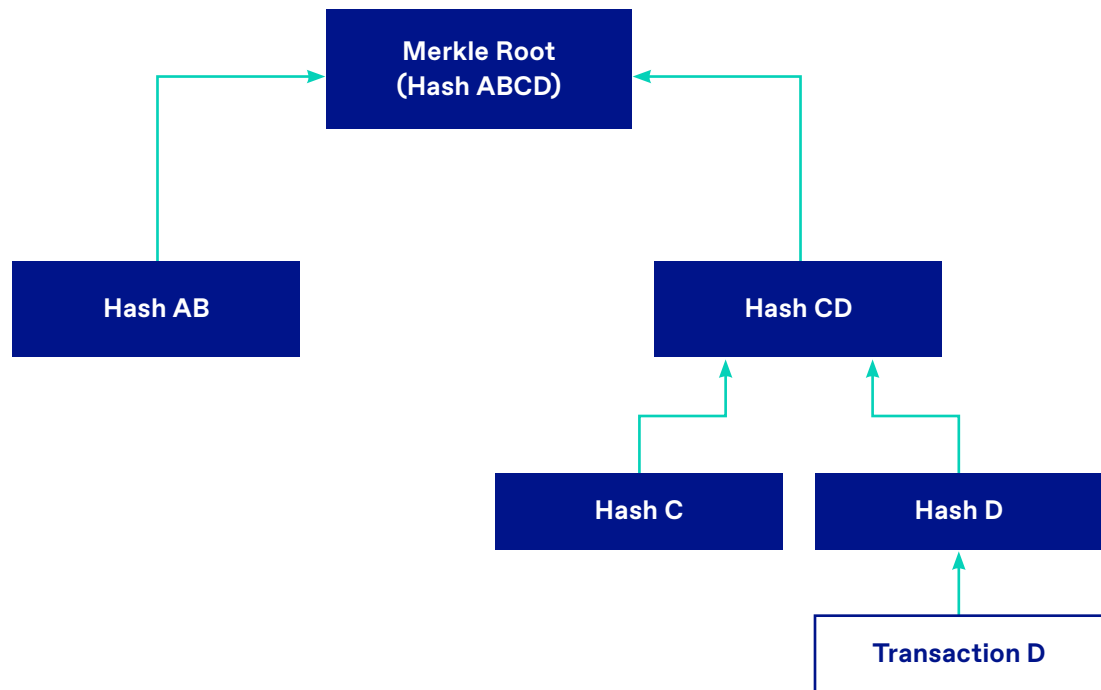 Merkle Root
(Hash ABCD)
Hash AB
Hash CD
Hash C
Hash D
Transaction D